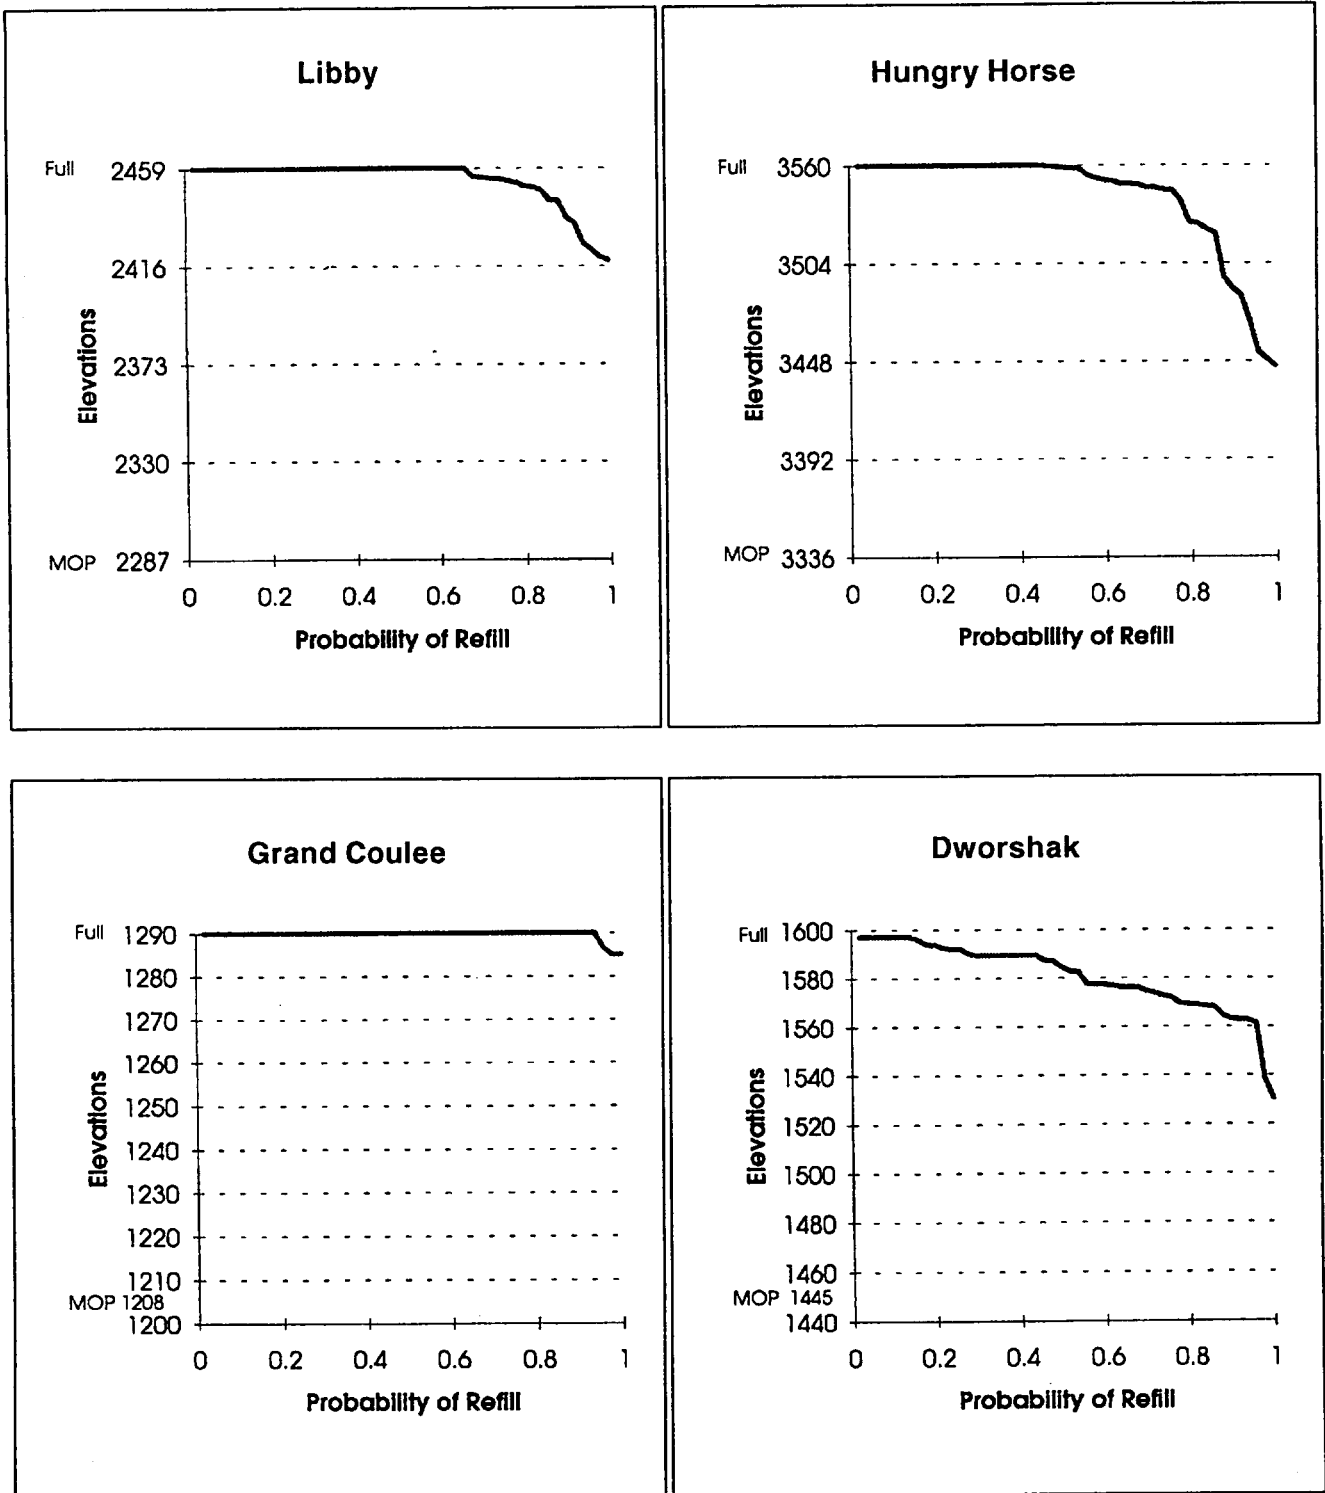 Libby
Full 2459
2416
2373
2330
MOP 2287
Elevations
0 0.2 0.4 0.6 0.8 1
Probability of Refill
Hungry Horse
Full 3560
3504
3448
3392
MOP 3336
Elevations
0 0.2 0.4 0.6 0.8 1
Probability of Refill
Grand Coulee
Full 1290
1280
1270
1260
1250
1240
1230
1220
1210
MOP 1208
1200
Elevations
0 0.2 0.4 0.6 0.8 1
Probability of Refill
Dworshak
Full 1600
1580
1560
1540
1520
1500
1480
1460
MOP 1445
1440
Elevations
0 0.2 0.4 0.6 0.8 1
Probability of Refill